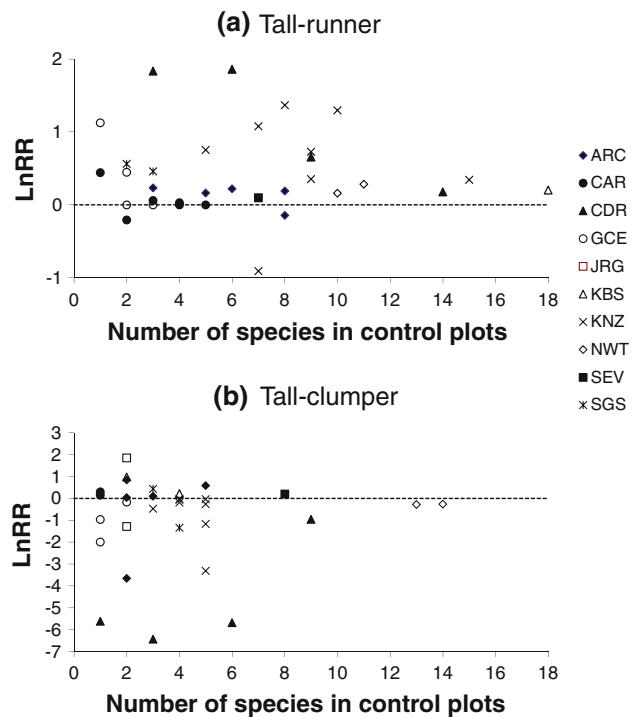 (a) Tall-runner
2
1
0
-1
LnRR
0 2 4 6 8 10 12 14 16 18
Number of species in control plots
ARC
CAR
CDR
GCE
JRG
KBS
KNZ
NWT
SEV
SGS
(b) Tall-clumper
3
2
1
0
-1
-2
-3
-4
-5
-6
-7
LnRR
0 2 4 6 8 10 12 14 16 18
Number of species in control plots